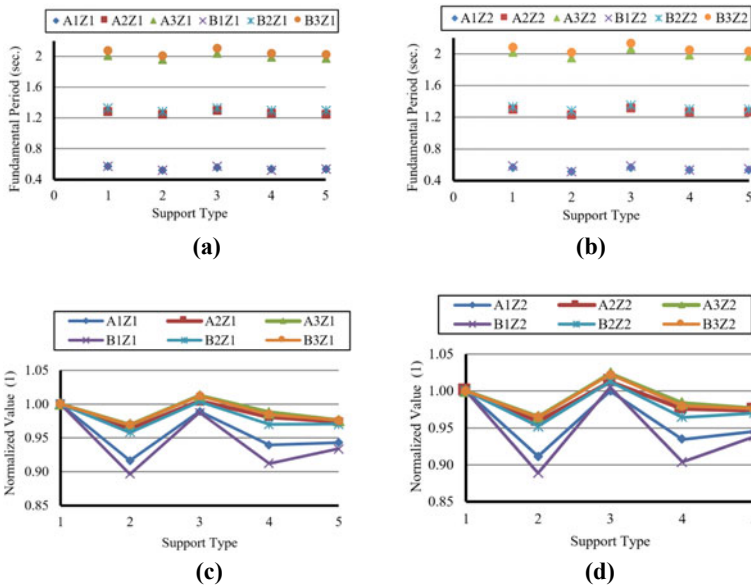 A1Z1 A2Z1 A3Z1 B1Z1 B2Z1 B3Z1
Fundamental Period (sec.)
2
1.6
1.2
0.8
0.4
0 1 2 3 4 5
Support Type
(a)
A1Z2 A2Z2 A3Z2 B1Z2 B2Z2 B3Z2
Fundamental Period (sec.)
2
1.6
1.2
0.8
0.4
0 1 2 3 4 5
Support Type
(b)
A1Z1 A2Z1 A3Z1
B1Z1 B2Z1 B3Z1
Normalized Value (1)
1.05
1.00
0.95
0.90
0.85
1 2 3 4 5
Support Type
(c)
A1Z2 A2Z2 A3Z2
B1Z2 B2Z2 B3Z2
Normalized Value (1)
1.05
1.00
0.95
0.90
0.85
1 2 3 4
Support Type
(d)